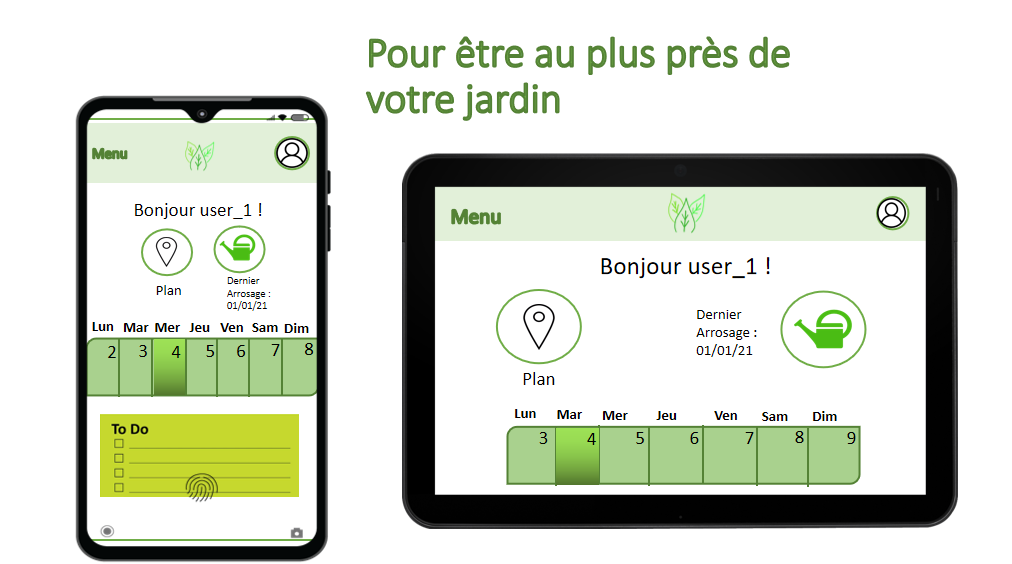 Pour être au plus près de
votre jardin
Menu
Bonjour user_1 !
Plan
Dernier
Arrosage :
01/01/21
Lun Mar Mer Jeu Ven Sam Dim
2 3 4 5 6 7 8
To Do
Menu
Bonjour user_1 !
Dernier
Arrosage :
01/01/21
Plan
Lun Mar Mer Jeu Ven Sam Dim
3 4 5 6 7 8 9